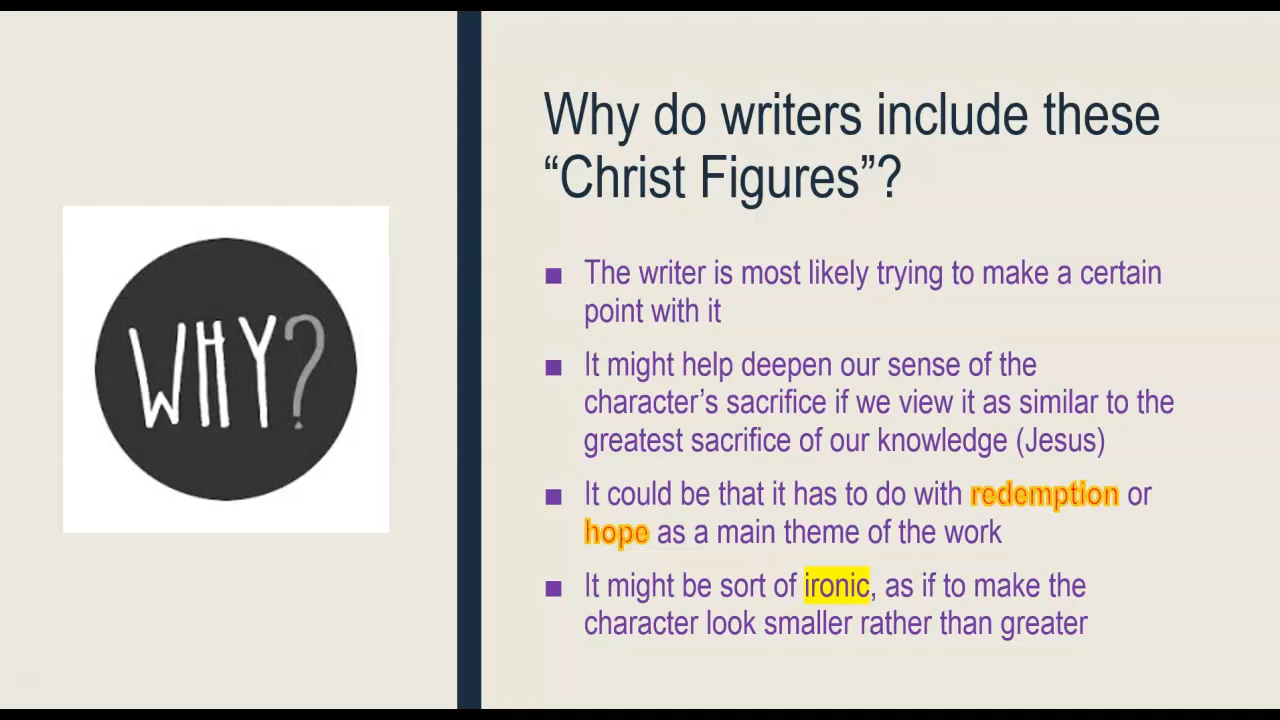 Why do writers include these
“Christ Figures”?
WHY?
■ The writer is most likely trying to make a certain
point with it
■ It might help deepen our sense of the
character’s sacrifice if we view it as similar to the
greatest sacrifice of our knowledge (Jesus)
■ It could be that it has to do with redemption or
hope as a main theme of the work
■ It might be sort of ironic, as if to make the
character look smaller rather than greater